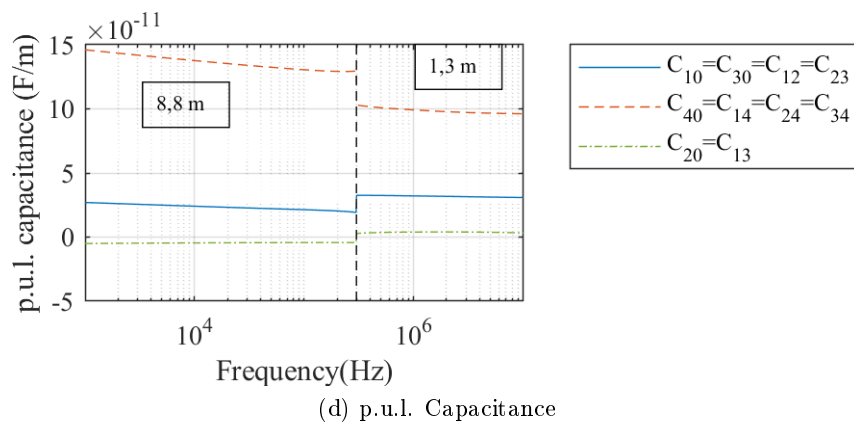 ×10⁻¹¹
15
10
5
0
-5
p.u.l. capacitance (F/m)
8,8 m
1,3 m
10⁴
10⁶
Frequency(Hz)
C₁₀=C₃₀=C₁₂=C₂₃
C₄₀=C₁₄=C₂₄=C₃₄
C₂₀=C₁₃
(d) p.u.l. Capacitance